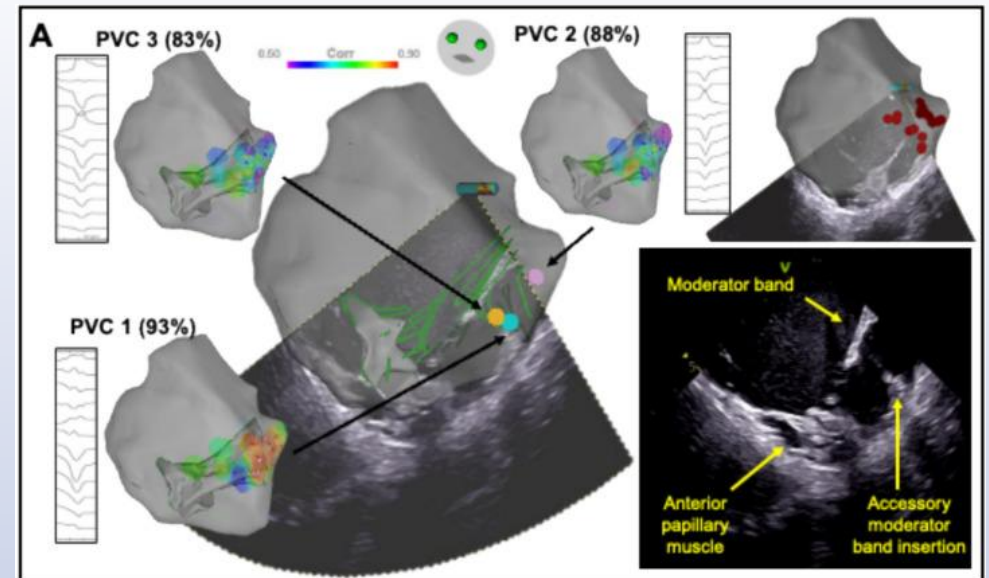 A
PVC 3 (83%)
0.50
Corr
0.90
PVC 2 (88%)
PVC 1 (93%)
V
Moderator band
Anterior
papillary
muscle
Accessory
moderator
band insertion